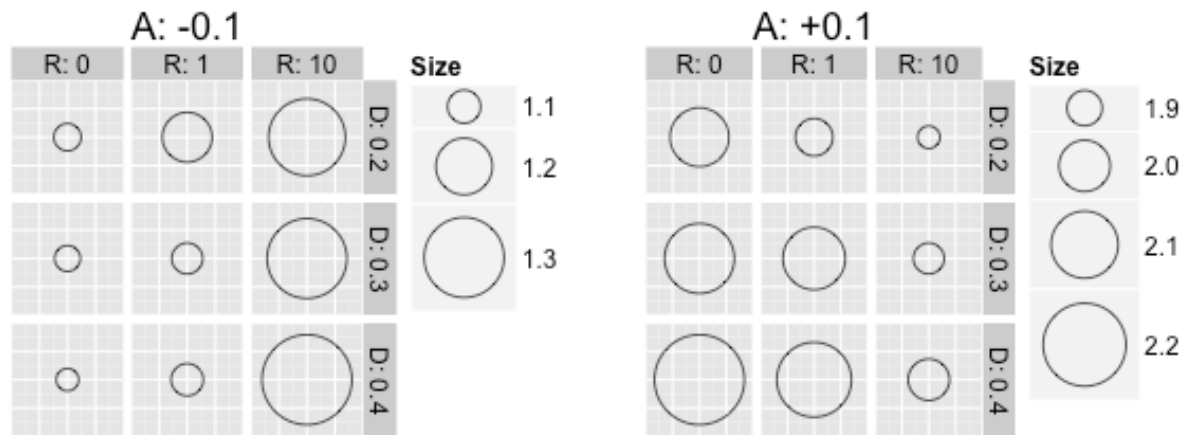 A: -0.1
R: 0 R: 1 R: 10
D: 0.2
D: 0.3
D: 0.4
Size
1.1
1.2
1.3
A: +0.1
R: 0 R: 1 R: 10
D: 0.2
D: 0.3
D: 0.4
Size
1.9
2.0
2.1
2.2